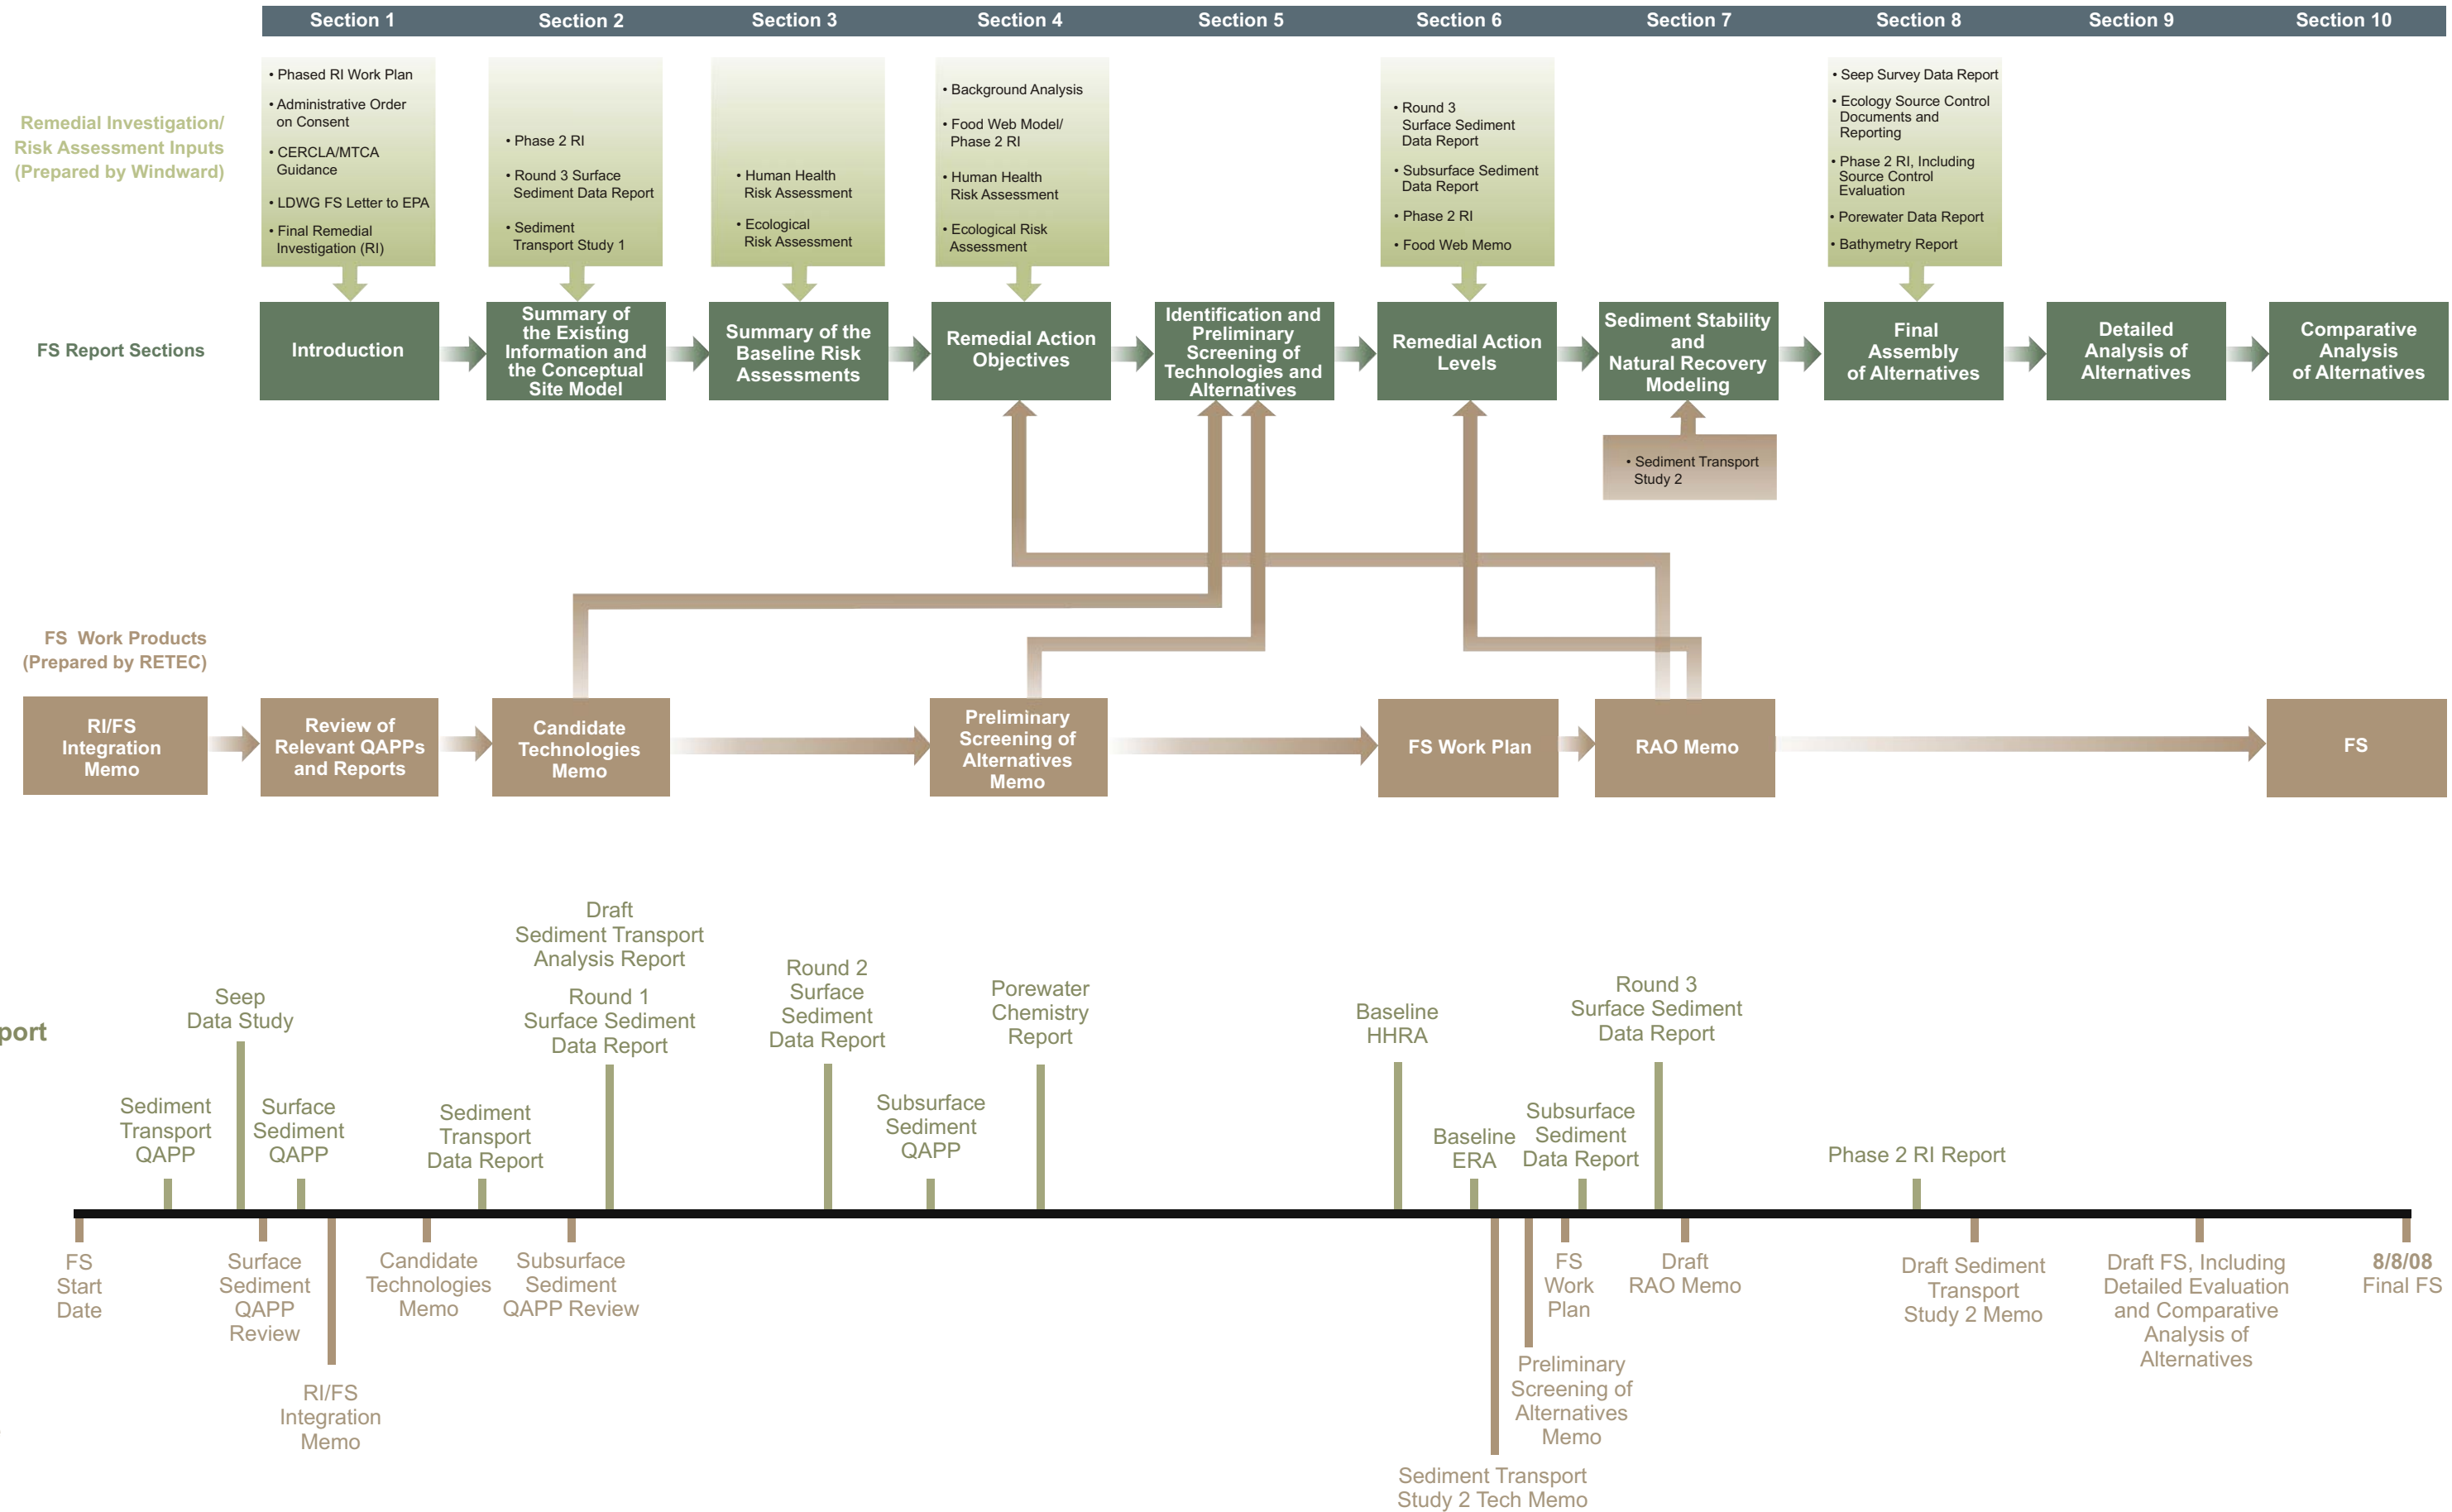 Section 1
Section 2
Section 3
Section 4
Section 5
Section 6
Section 7
Section 8
Section 9
Section 10
Remedial Investigation/
Risk Assessment Inputs
(Prepared by Windward)
• Phased RI Work Plan
• Administrative Order
on Consent
• CERCLA/MTCA
Guidance
• LDWG FS Letter to EPA
• Final Remedial
Investigation (RI)
• Phase 2 RI
• Round 3 Surface
Sediment Data Report
• Sediment
Transport Study 1
• Human Health
Risk Assessment
• Ecological
Risk Assessment
• Background Analysis
• Food Web Model/
Phase 2 RI
• Human Health
Risk Assessment
• Ecological Risk
Assessment
• Round 3
Surface Sediment
Data Report
• Subsurface Sediment
Data Report
• Phase 2 RI
• Food Web Memo
• Seep Survey Data Report
• Ecology Source Control
Documents and
Reporting
• Phase 2 RI, Including
Source Control
Evaluation
• Porewater Data Report
• Bathymetry Report
FS Report Sections
Introduction
Summary of
the Existing
Information and
the Conceptual
Site Model
Summary of the
Baseline Risk
Assessments
Remedial Action
Objectives
Identification and
Preliminary
Screening of
Technologies and
Alternatives
Remedial Action
Levels
Sediment Stability
and
Natural Recovery
Modeling
Final
Assembly
of Alternatives
Detailed
Analysis of
Alternatives
Comparative
Analysis
of Alternatives
• Sediment Transport
Study 2
FS Work Products
(Prepared by RETEC)
RI/FS
Integration
Memo
Review of
Relevant QAPPs
and Reports
Candidate
Technologies
Memo
Preliminary
Screening of
Alternatives
Memo
FS Work Plan
RAO Memo
FS
port
Sediment
Transport
QAPP
Seep
Data Study
Surface
Sediment
QAPP
Sediment
Transport
Data Report
Draft
Sediment Transport
Analysis Report
Round 1
Surface Sediment
Data Report
Round 2
Surface
Sediment
Data Report
Subsurface
Sediment
QAPP
Porewater
Chemistry
Report
Baseline
HHRA
Baseline
ERA
Subsurface
Sediment
Data Report
Round 3
Surface Sediment
Data Report
Phase 2 RI Report
FS
Start
Date
Surface
Sediment
QAPP
Review
RI/FS
Integration
Memo
Candidate
Technologies
Memo
Subsurface
Sediment
QAPP Review
Sediment Transport
Study 2 Tech Memo
Preliminary
Screening of
Alternatives
Memo
FS
Work
Plan
Draft
RAO Memo
Draft Sediment
Transport
Study 2 Memo
Draft FS, Including
Detailed Evaluation
and Comparative
Analysis of
Alternatives
8/8/08
Final FS